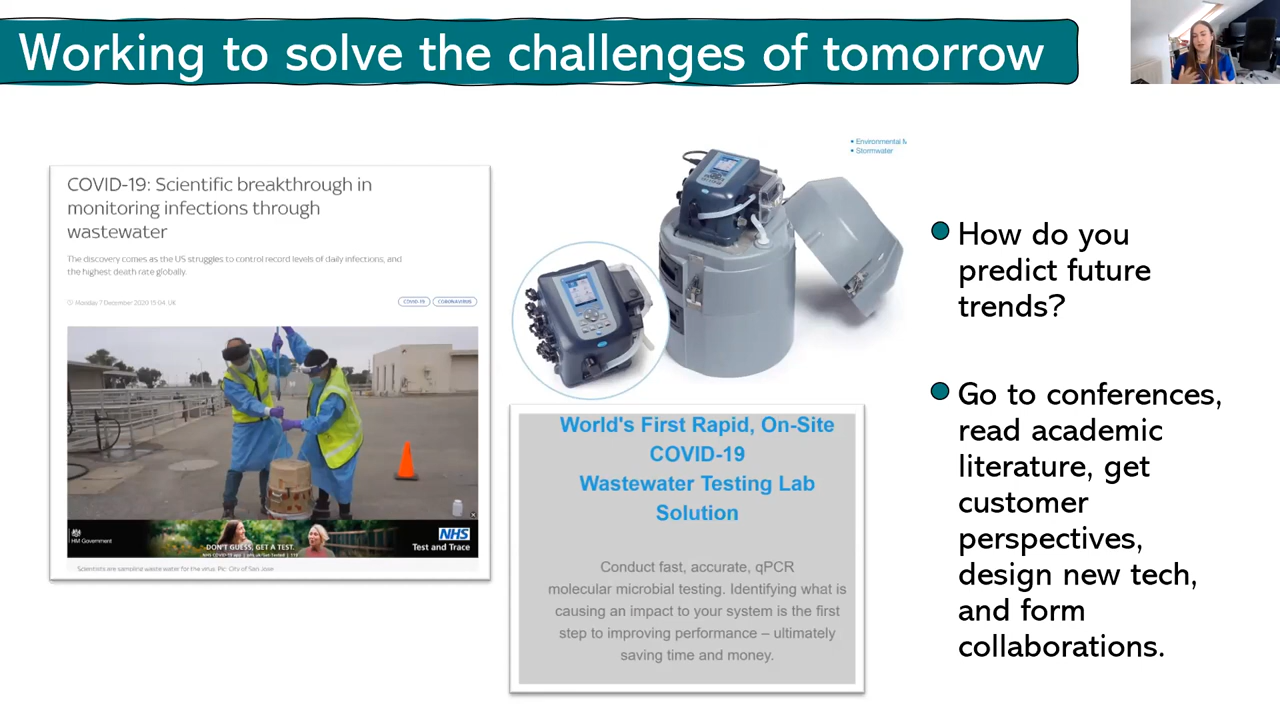 Working to solve the challenges of tomorrow
COVID-19: Scientific breakthrough in
monitoring infections through
wastewater
The discovery comes as the US struggles to control record levels of daily infections, and
the highest death rate globally.
Monday 7 December 2020 15:04, UK
COVID-19
CORONAVIRUS
HM Government
DON'T GUESS, GET A TEST.
NHS
Test and Trace
Scientists are sampling waste water for the virus. Pic: City of San Jose
• Environmental M
• Stormwater
World's First Rapid, On-Site
COVID-19
Wastewater Testing Lab
Solution
Conduct fast, accurate, qPCR
molecular microbial testing. Identifying what is
causing an impact to your system is the first
step to improving performance – ultimately
saving time and money.
How do you
predict future
trends?
Go to conferences,
read academic
literature, get
customer
perspectives,
design new tech,
and form
collaborations.